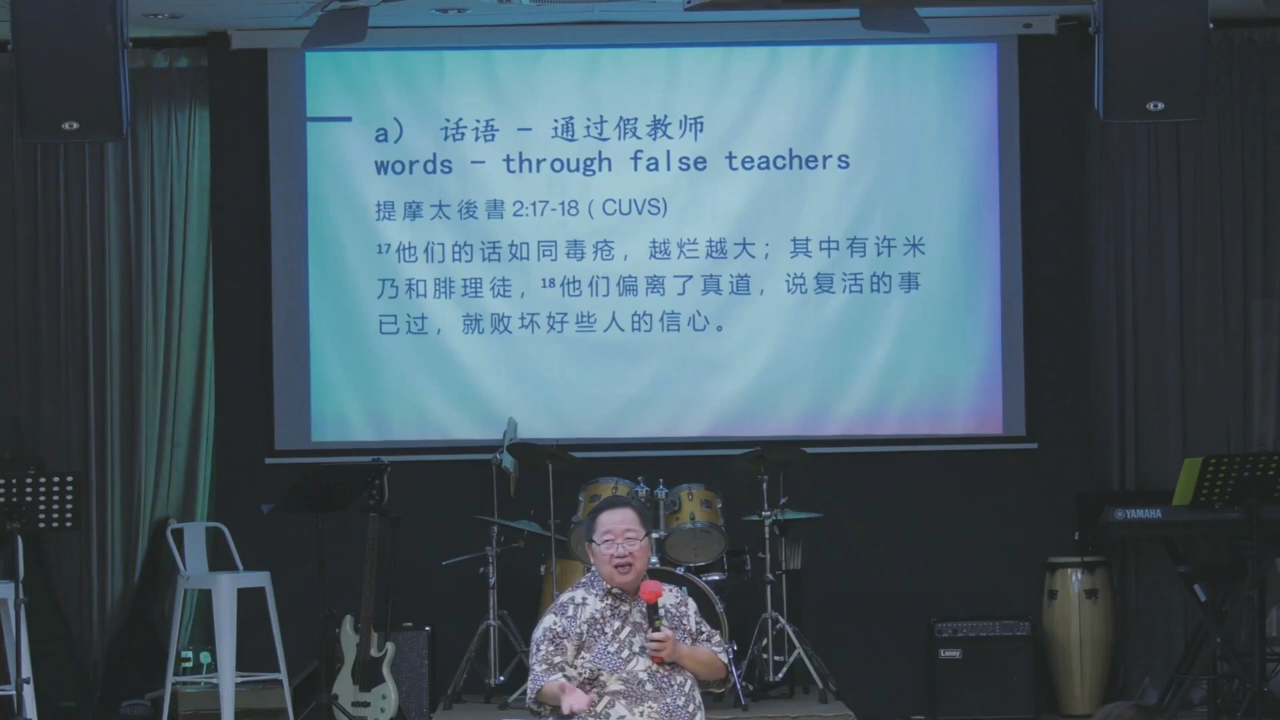 a） 话语 - 通过假教师
words - through false teachers
提摩太後書 2:17-18 ( CUVS)
¹⁷他们的话如同毒疮，越烂越大；其中有许米
乃和腓理徒，¹⁸他们偏离了真道，说复活的事
已过，就败坏好些人的信心。
YAMAHA
Laney